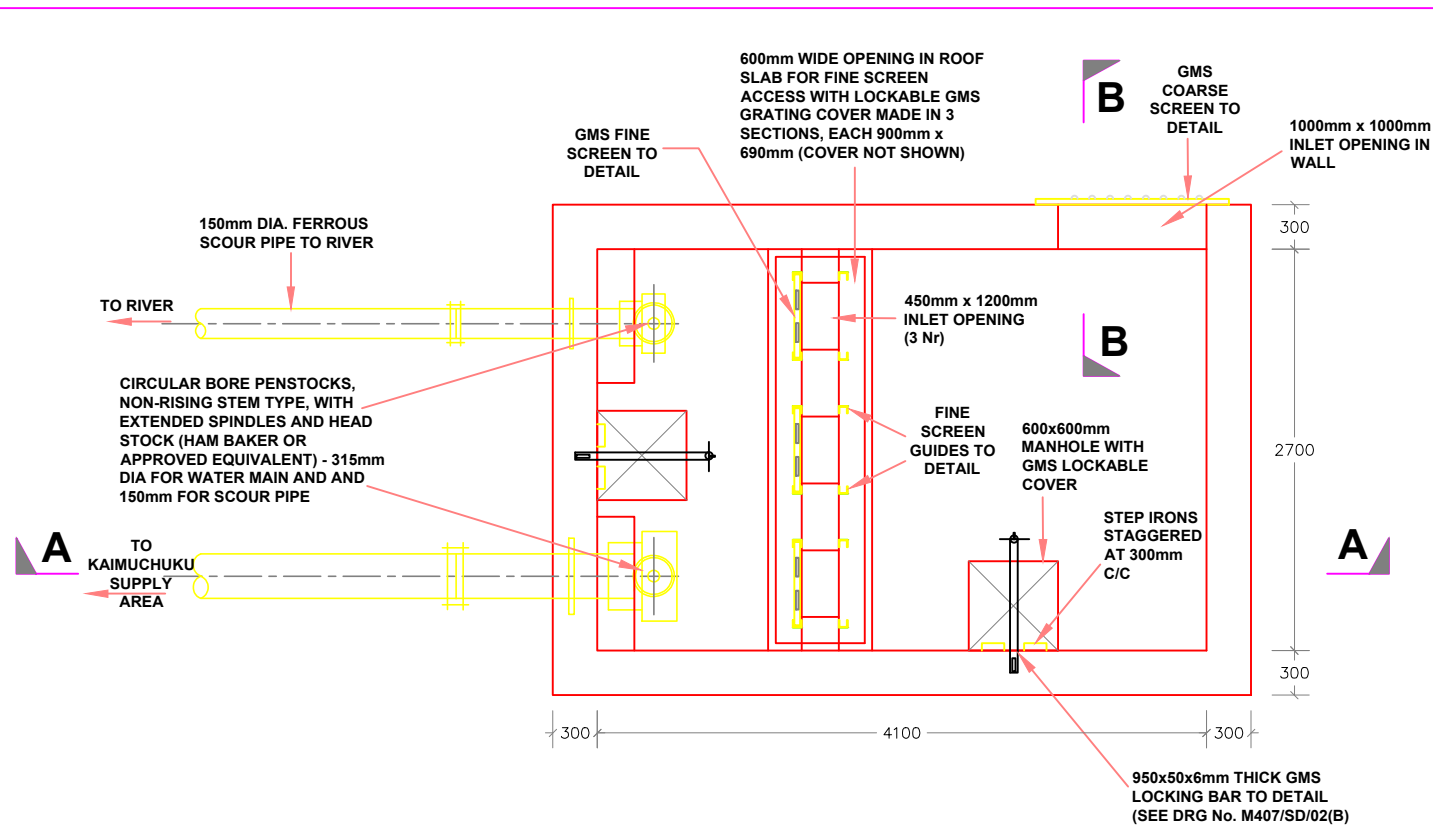 600mm WIDE OPENING IN ROOF
SLAB FOR FINE SCREEN
ACCESS WITH LOCKABLE GMS
GRATING COVER MADE IN 3
SECTIONS, EACH 900mm x
690mm (COVER NOT SHOWN)
GMS FINE
SCREEN TO
DETAIL
B
GMS
COARSE
SCREEN TO
DETAIL
1000mm x 1000mm
INLET OPENING IN
WALL
150mm DIA. FERROUS
SCOUR PIPE TO RIVER
300
TO RIVER
450mm x 1200mm
INLET OPENING
(3 Nr)
B
CIRCULAR BORE PENSTOCKS,
NON-RISING STEM TYPE, WITH
EXTENDED SPINDLES AND HEAD
STOCK (HAM BAKER OR
APPROVED EQUIVALENT) - 315mm
DIA FOR WATER MAIN AND AND
150mm FOR SCOUR PIPE
FINE
SCREEN
GUIDES TO
DETAIL
600x600mm
MANHOLE WITH
GMS LOCKABLE
COVER
2700
STEP IRONS
STAGGERED
AT 300mm
C/C
A
TO
KAIMUCHUKU
SUPPLY
AREA
A
300
300
4100
300
950x50x6mm THICK GMS
LOCKING BAR TO DETAIL
(SEE DRG No. M407/SD/02(B)